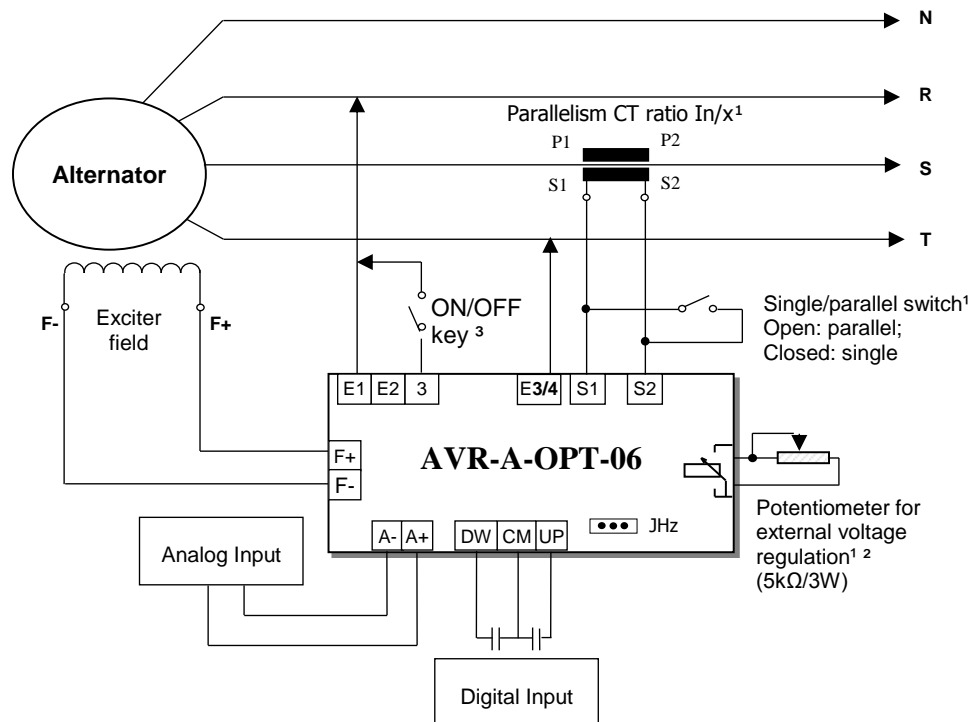 N
R
Parallelism CT ratio In/x¹
P1
P2
Alternator
S
S1
S2
T
F-
Exciter
field
F+
ON/OFF
key ³
Single/parallel switch¹
Open: parallel;
Closed: single
E1
E2
3
E3/4
S1
S2
F+
F-
AVR-A-OPT-06
Potentiometer for
external voltage
regulation¹ ²
(5kΩ/3W)
JHz
A-
A+
DW
CM
UP
Analog Input
Digital Input